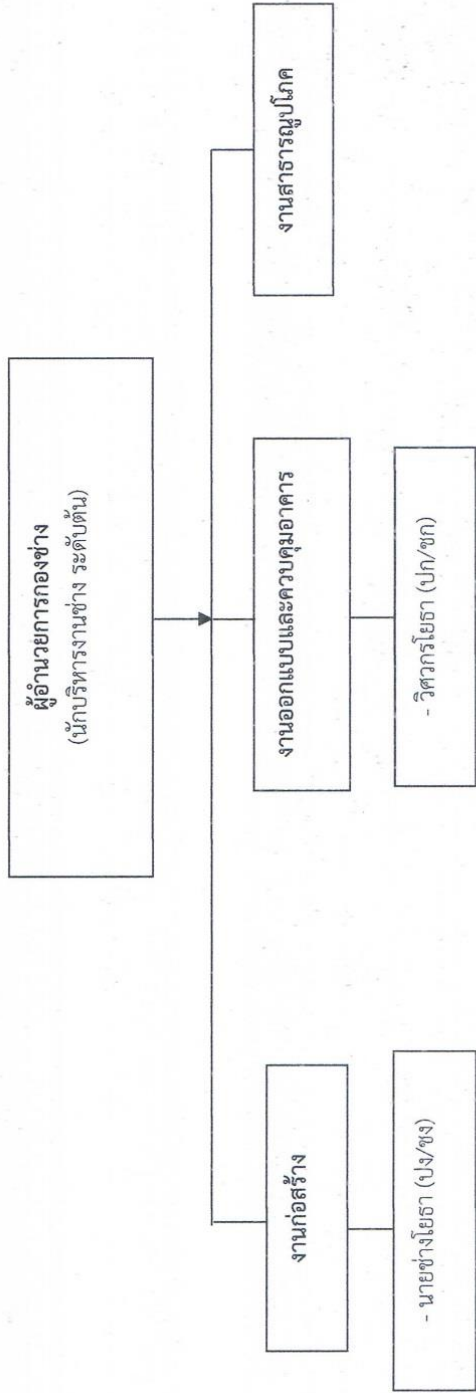 ผู้อำนวยการกองช่าง
(นักบริหารงานช่าง ระดับต้น)
งานก่อสร้าง
งานออกแบบและควบคุมอาคาร
งานสาธารณูปโภค
- นายช่างโยธา (ปง/ชง)
- วิศวกรโยธา (ปก/ชก)